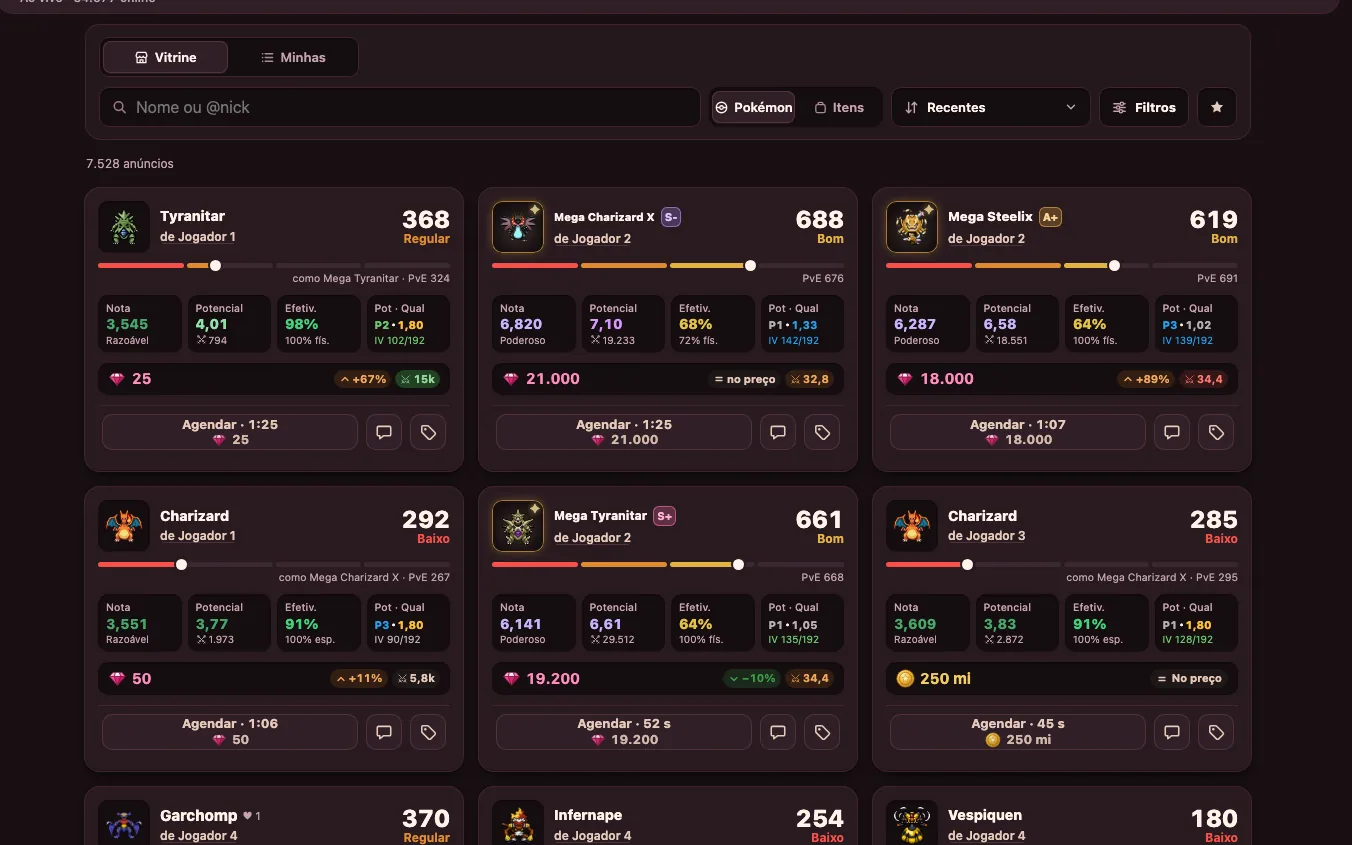 Vitrine
Minhas
Nome ou @nick
Pokémon
Itens
Recentes
Filtros
7.528 anúncios
Tyranitar
de Jogador 1
368
Regular
como Mega Tyranitar · PvE 324
Nota
3,545
Razoável
Potencial
4,01
794
Efetiv.
98%
100% fís.
Pot · Qual
P2 • 1,80
IV 102/192
25
+67%
15k
Agendar · 1:25
25
Mega Charizard X S-
de Jogador 2
688
Bom
PvE 676
Nota
6,820
Poderoso
Potencial
7,10
19.233
Efetiv.
68%
72% fís.
Pot · Qual
P1 • 1,33
IV 142/192
21.000
= no preço
32,8
Agendar · 1:25
21.000
Mega Steelix A+
de Jogador 2
619
Bom
PvE 691
Nota
6,287
Poderoso
Potencial
6,58
18.551
Efetiv.
64%
100% fís.
Pot · Qual
P3 • 1,02
IV 139/192
18.000
+89%
34,4
Agendar · 1:07
18.000
Charizard
de Jogador 1
292
Baixo
como Mega Charizard X · PvE 267
Nota
3,551
Razoável
Potencial
3,77
1.973
Efetiv.
91%
100% esp.
Pot · Qual
P3 • 1,80
IV 90/192
50
+11%
5,8k
Agendar · 1:06
50
Mega Tyranitar S+
de Jogador 2
661
Bom
PvE 668
Nota
6,141
Poderoso
Potencial
6,61
29.512
Efetiv.
64%
100% fís.
Pot · Qual
P1 • 1,05
IV 135/192
19.200
−10%
34,4
Agendar · 52 s
19.200
Charizard
de Jogador 3
285
Baixo
como Mega Charizard X · PvE 295
Nota
3,609
Razoável
Potencial
3,83
2.872
Efetiv.
91%
100% esp.
Pot · Qual
P1 • 1,80
IV 128/192
250 mi
= No preço
Agendar · 45 s
250 mi
Garchomp ♥ 1
de Jogador 4
370
Regular
Infernape
de Jogador 4
254
Baixo
Vespiquen
de Jogador 4
180
Baixo